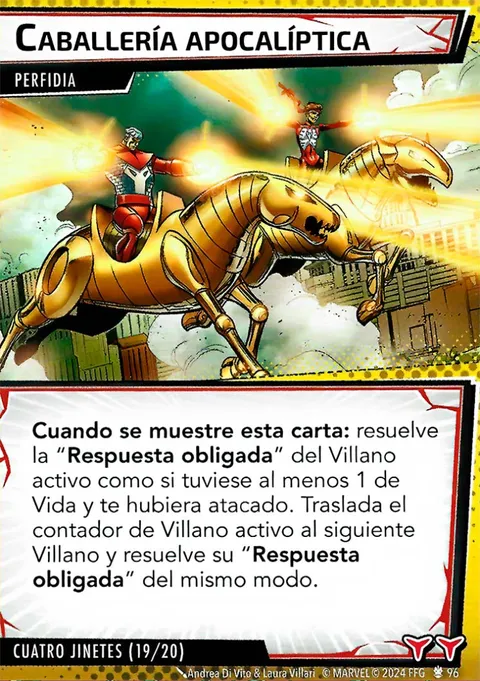 CABALLERÍA APOCALÍPTICA
PERFIDIA
Cuando se muestre esta carta: resuelve
la “Respuesta obligada” del Villano
activo como si tuviese al menos 1 de
Vida y te hubiera atacado. Traslada el
contador de Villano activo al siguiente
Villano y resuelve su “Respuesta
obligada” del mismo modo.
CUATRO JINETES (19/20)
Andrea Di Vito & Laura Villari © MARVEL © 2024 FFG 96